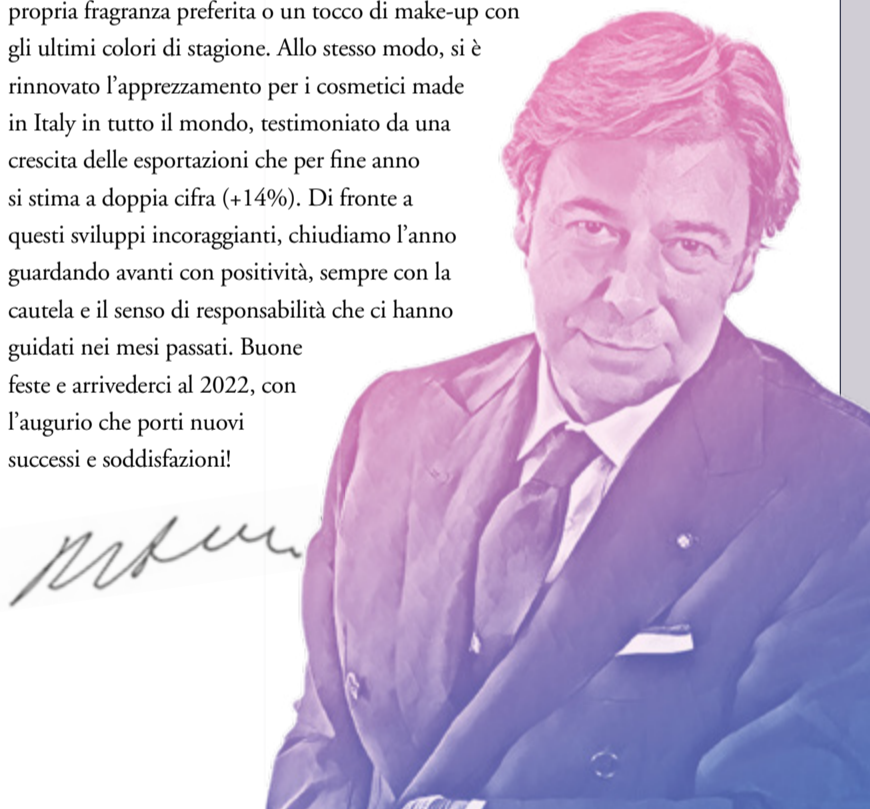 propria fragranza preferita o un tocco di make-up con
gli ultimi colori di stagione. Allo stesso modo, si è
rinnovato l’apprezzamento per i cosmetici made
in Italy in tutto il mondo, testimoniato da una
crescita delle esportazioni che per fine anno
si stima a doppia cifra (+14%). Di fronte a
questi sviluppi incoraggianti, chiudiamo l’anno
guardando avanti con positività, sempre con la
cautela e il senso di responsabilità che ci hanno
guidati nei mesi passati. Buone
feste e arrivederci al 2022, con
l’augurio che porti nuovi
successi e soddisfazioni!